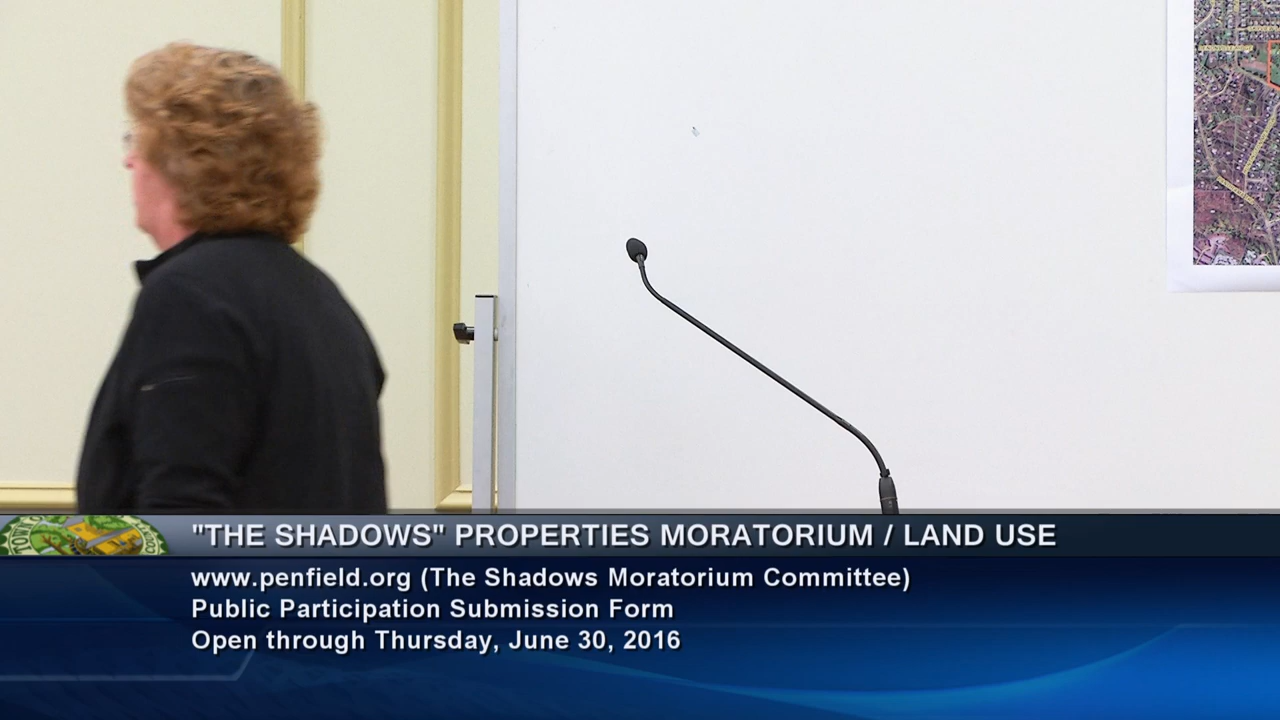 "THE SHADOWS" PROPERTIES MORATORIUM / LAND USE
www.penfield.org (The Shadows Moratorium Committee)
Public Participation Submission Form
Open through Thursday, June 30, 2016